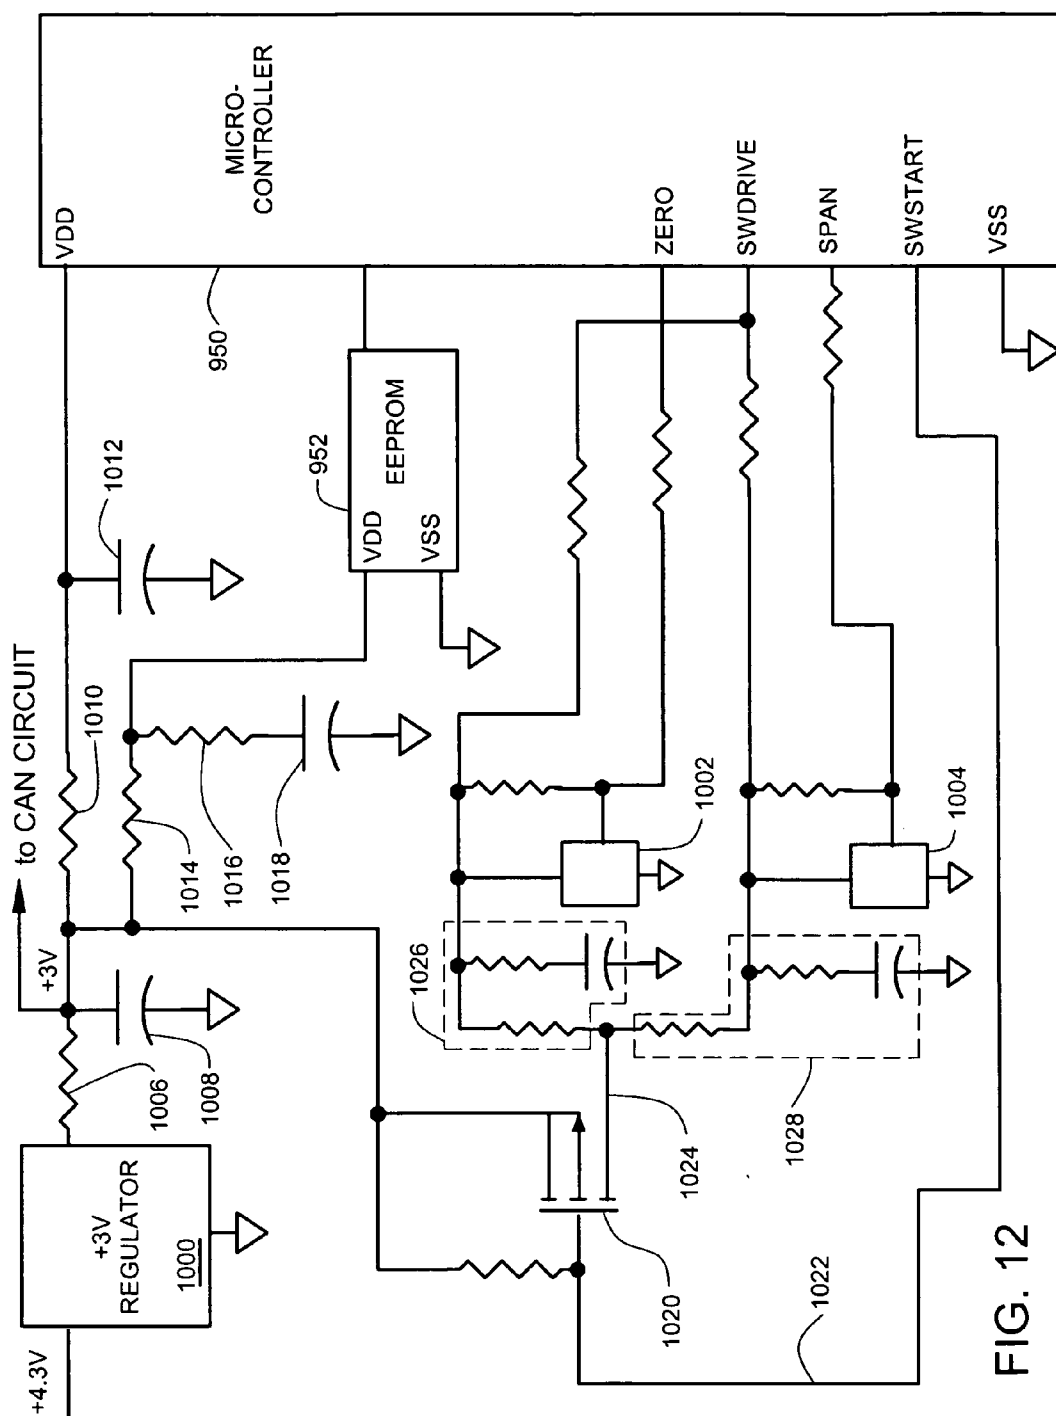 +4.3V
+3V
REGULATOR
1000
1006
1008
+3V
to CAN CIRCUIT
1010
1012
1014
1016
1018
VDD
950
MICRO-
CONTROLLER
952
EEPROM
VDD
VSS
ZERO
SWDRIVE
SPAN
SWSTART
VSS
1002
1004
1026
1028
1024
1020
1022
FIG. 12